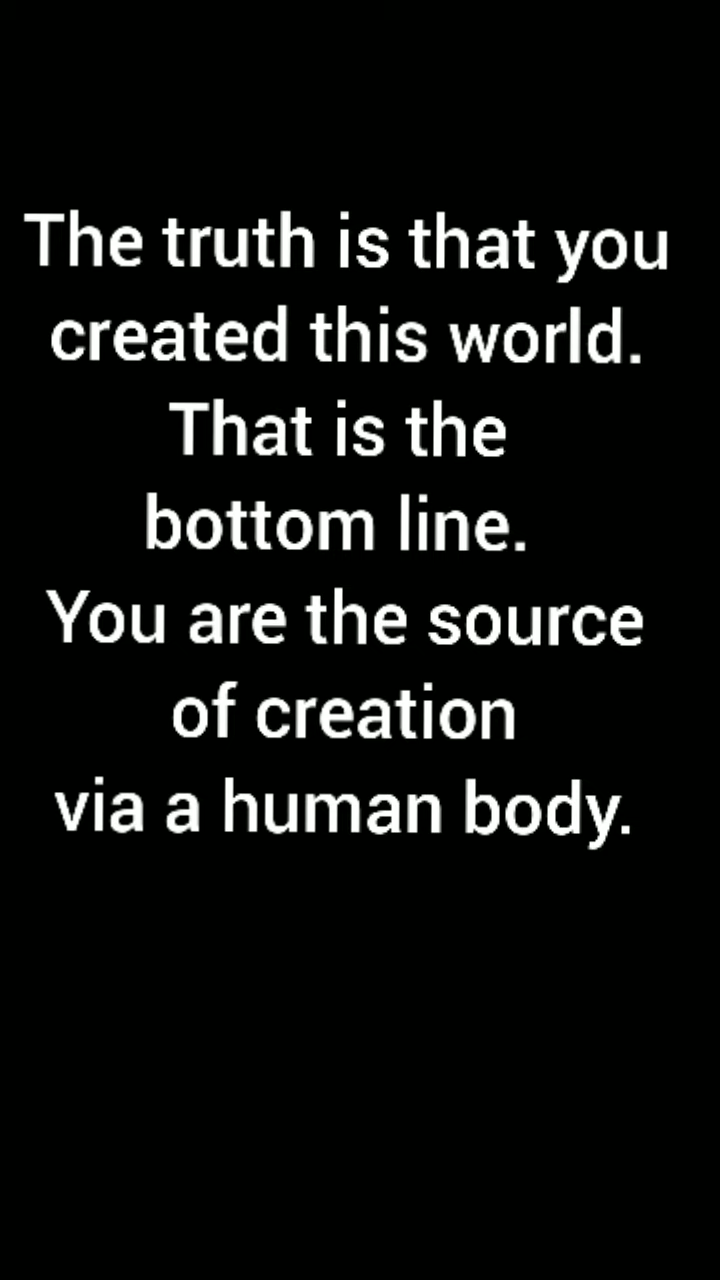 The truth is that you
created this world.
That is the
bottom line.
You are the source
of creation
via a human body.